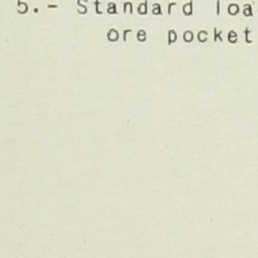 5.- Standard loa
ore pocket